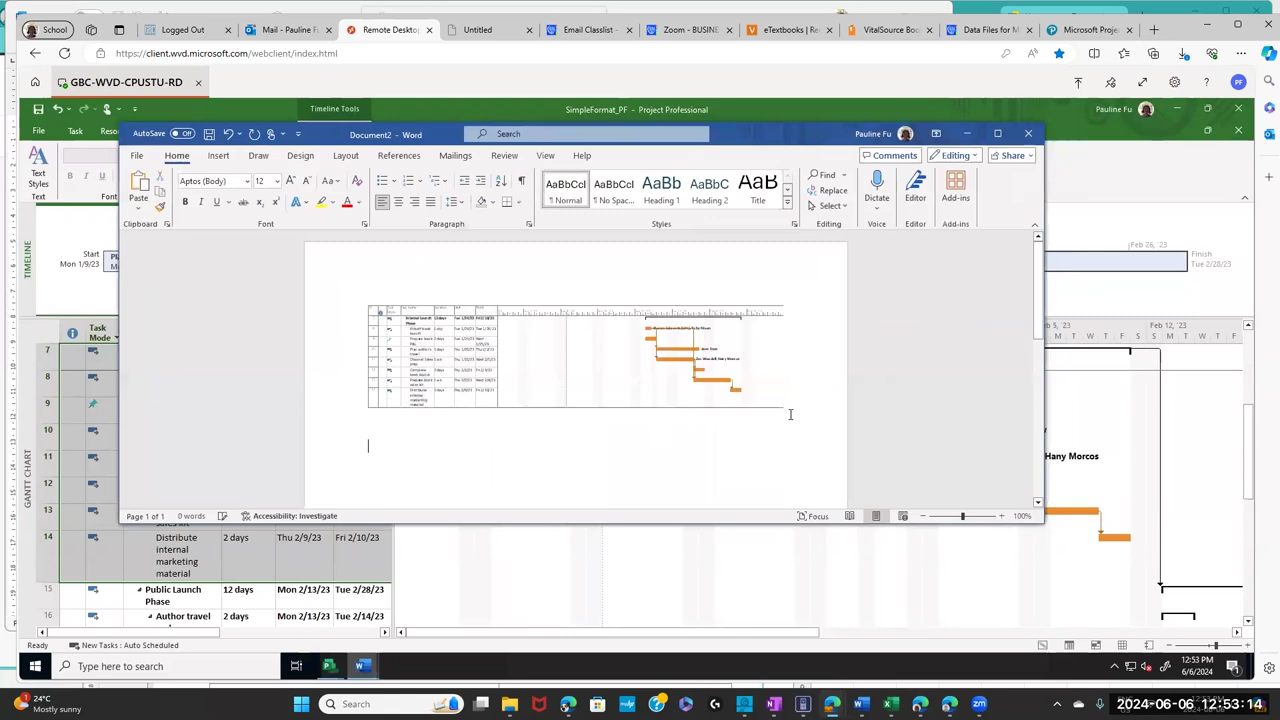 School
Logged Out
Mail - Pauline F
Remote Deskto
Untitled
Email Classlist -
Zoom - BUSINE
eTextbooks | Re
VitalSource Bo
Data Files for M
Microsoft Proje
https://client.wvd.microsoft.com/webclient/index.html
GBC-WVD-CPUSTU-RD
PF
Timeline Tools
SimpleFormat_PF - Project Professional
Pauline Fu
File
Task
AutoSave
Off
Document2 - Word
Search
Pauline Fu
File
Home
Insert
Draw
Design
Layout
References
Mailings
Review
View
Help
Comments
Editing
Share
Text
Styles
Paste
Aptos (Body)
12
Find
Replace
Select
Normal
No Spac...
Heading 1
Heading 2
Title
Dictate
Editor
Add-ins
Clipboard
Font
Paragraph
Styles
Editing
Voice
Editor
Add-ins
TIMELINE
Start
Mon 1/9/23
Feb 26, '23
Finish
Tue 2/28/23
Task
Mode
Feb 12, '23
M T W T F S S M T W T
7
8
9
10
11
12
13
GANTT CHART
Hany Morcos
Page 1 of 1
0 words
Accessibility: Investigate
Focus
100%
14
Distribute
internal
marketing
material
2 days
Thu 2/9/23
Fri 2/10/23
15
Public Launch
Phase
12 days
Mon 2/13/23
Tue 2/28/23
16
Author travel
2 days
Mon 2/13/23
Tue 2/14/23
Ready
New Tasks : Auto Scheduled
Type here to search
12:53 PM
6/6/2024
24°C
Mostly sunny
Search
2024-06-06 12:53:14